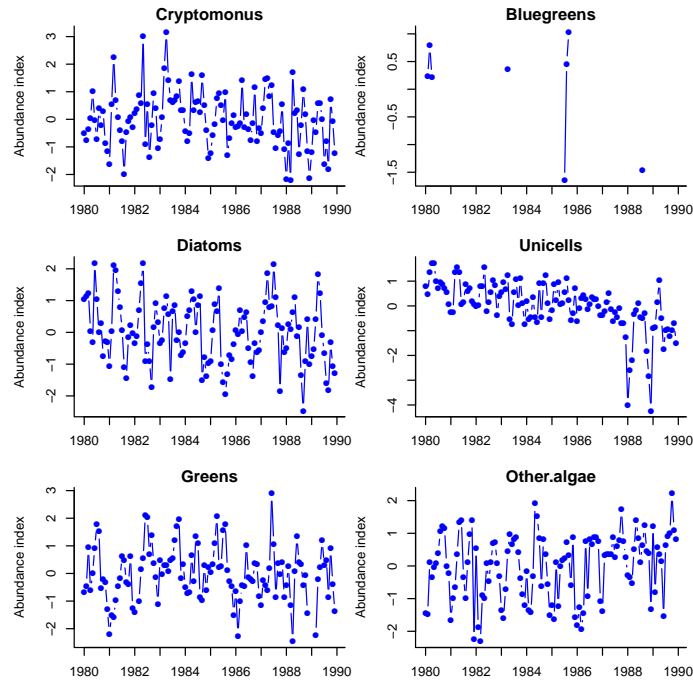 Cryptomonus
Abundance index
3
2
1
0
−1
−2
1980 1982 1984 1986 1988 1990
Bluegreens
Abundance index
0.5
−0.5
−1.5
1980 1982 1984 1986 1988 1990
Diatoms
Abundance index
2
1
0
−1
−2
1980 1982 1984 1986 1988 1990
Unicells
Abundance index
1
0
−2
−4
1980 1982 1984 1986 1988 1990
Greens
Abundance index
3
2
1
0
−1
−2
1980 1982 1984 1986 1988 1990
Other.algae
Abundance index
2
1
0
−1
−2
1980 1982 1984 1986 1988 1990